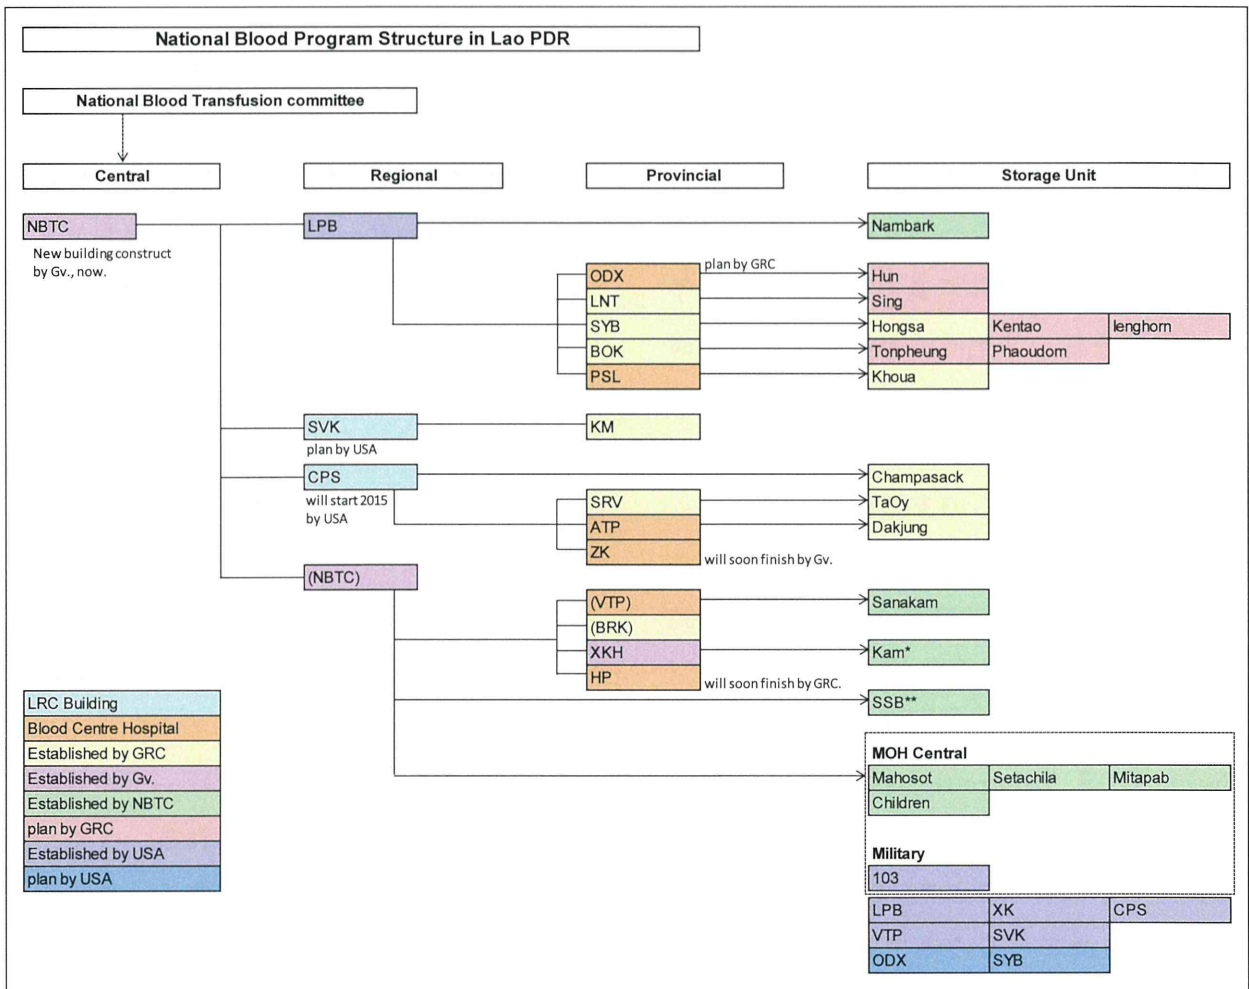 National Blood Program Structure in Lao PDR
National Blood Transfusion committee
Central Regional Provincial Storage Unit
NBTC LPB Nambark
New building construct
by Gv., now.
plan by GRC
ODX Hun
LNT Sing
SYB Hongsa Kentao Ienghorn
BOK Tonpheung Phaoudom
PSL Khoua
SVK KM
plan by USA
CPS Champasack
will start 2015
by USA
SRV TaOy
ATP Dakjung
ZK
will soon finish by Gv.
(NBTC)
(VTP) Sanakam
(BRK)
XKH Kam*
HP
will soon finish by GRC.
SSB**
LRC Building
Blood Centre Hospital
Established by GRC
Established by Gv.
Established by NBTC
plan by GRC
Established by USA
plan by USA
MOH Central
Mahosot Setachila Mitapab
Children
Military
103
LPB XK CPS
VTP SVK
ODX SYB